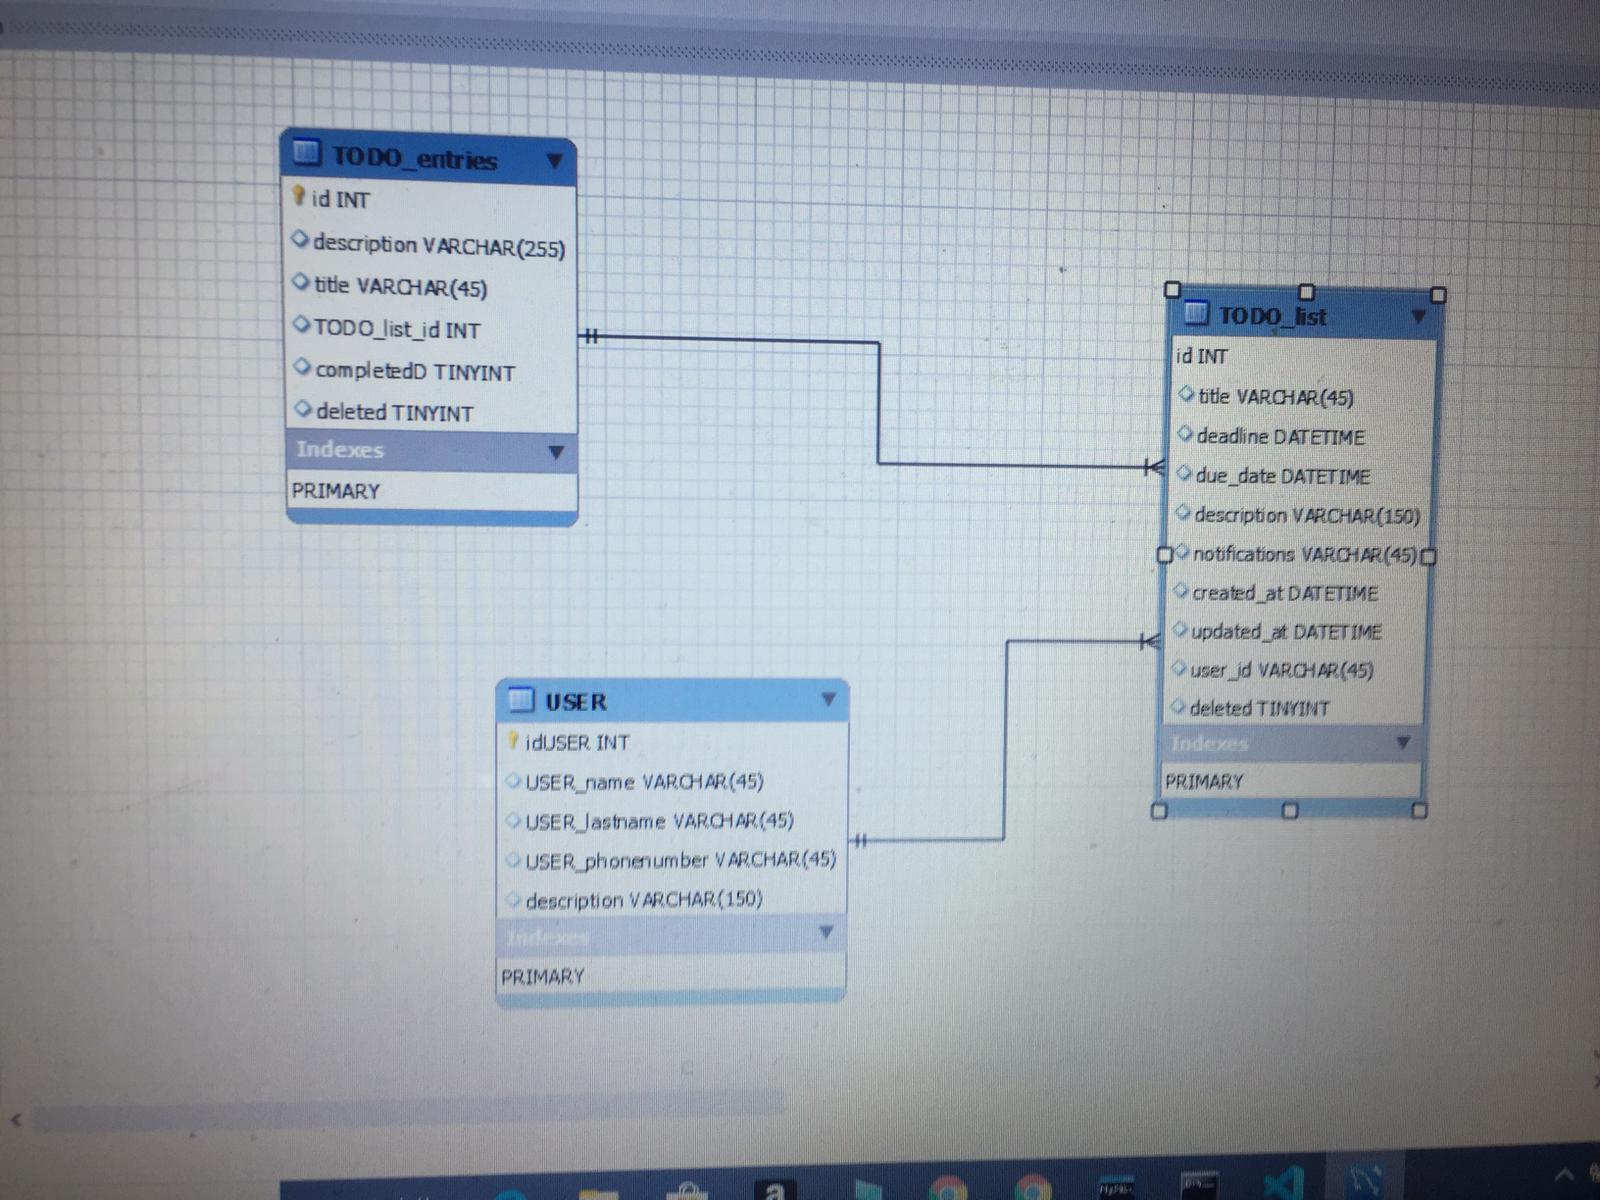 TODO_entries
id INT
description VARCHAR(255)
title VARCHAR(45)
TODO_list_id INT
completedD TINYINT
deleted TINYINT
Indexes
PRIMARY
TODO_list
id INT
title VARCHAR(45)
deadline DATETIME
due_date DATETIME
description VARCHAR(150)
notifications VARCHAR(45)
created_at DATETIME
updated_at DATETIME
user_id VARCHAR(45)
deleted TINYINT
Indexes
PRIMARY
USER
idUSER INT
USER_name VARCHAR(45)
USER_lastname VARCHAR(45)
USER_phonenumber VARCHAR(45)
description VARCHAR(150)
Indexes
PRIMARY
a